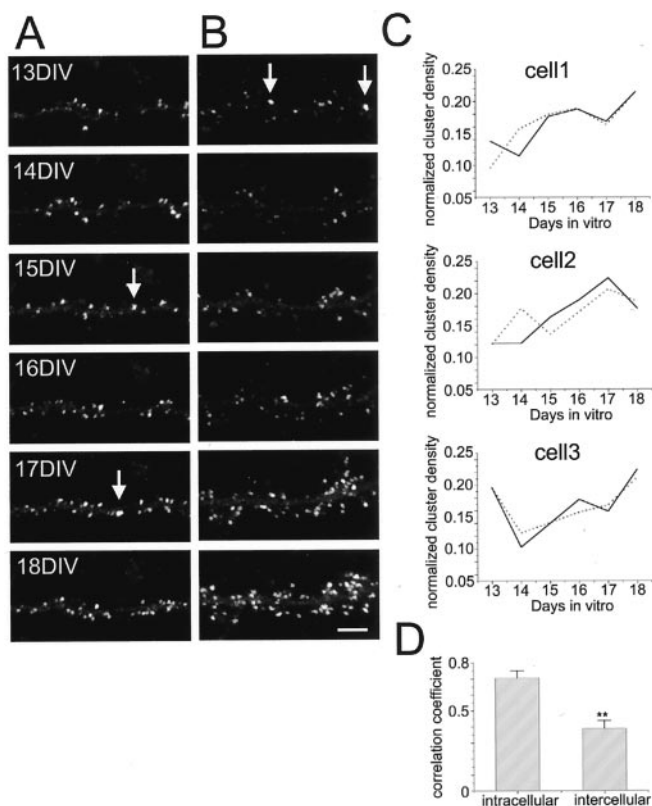 A
B
C
13DIV
14DIV
15DIV
16DIV
17DIV
18DIV
cell1
normalized cluster density
0.25
0.20
0.15
0.10
0.05
13 14 15 16 17 18
Days in vitro
cell2
normalized cluster density
0.25
0.20
0.15
0.10
0.05
13 14 15 16 17 18
Days in vitro
cell3
normalized cluster density
0.25
0.20
0.15
0.10
0.05
13 14 15 16 17 18
Days in vitro
D
correlation coefficient
0.8
0.5
0
**
intracellular intercellular